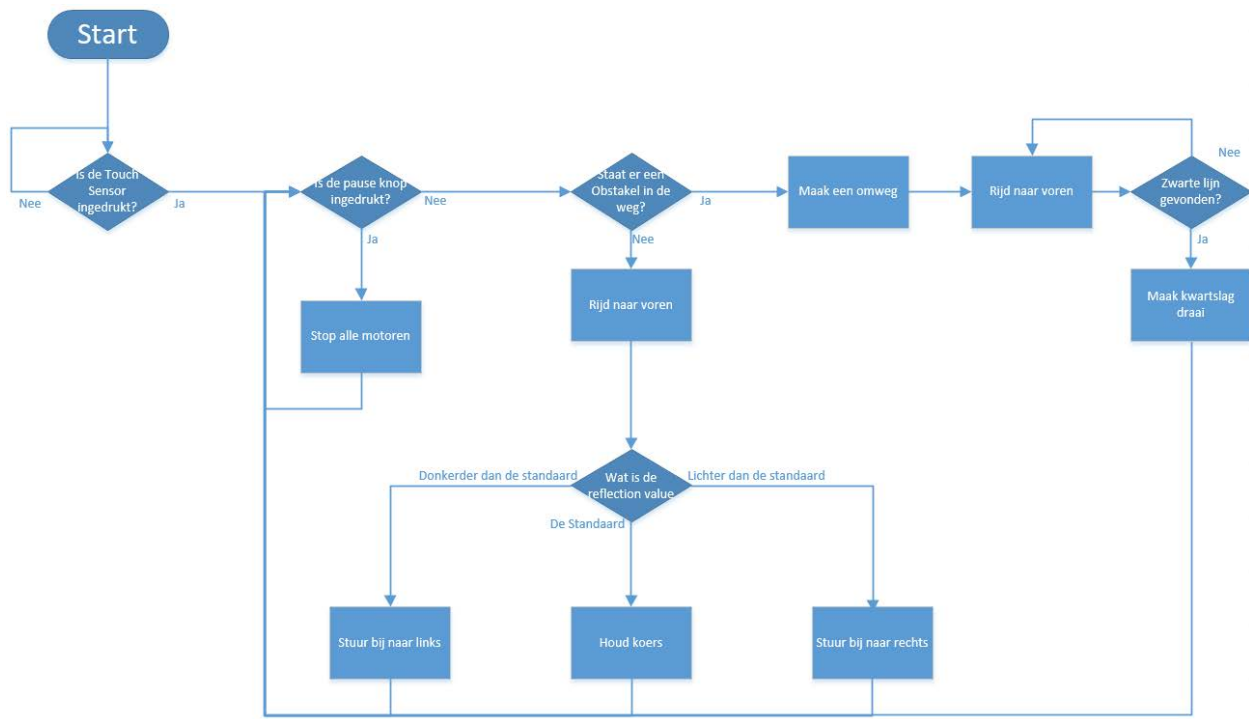 Start
Is de Touch
Sensor
ingedrukt?
Nee
Ja
Is de pause knop
ingedrukt?
Nee
Ja
Stop alle motoren
Staat er een
Obstakel in de
weg?
Ja
Nee
Maak een omweg
Rijd naar voren
Zwarte lijn
gevonden?
Nee
Ja
Maak kwartslag
draai
Rijd naar voren
Wat is de
reflection value
Donkerder dan de standaard
Lichter dan de standaard
De Standaard
Stuur bij naar links
Houd koers
Stuur bij naar rechts